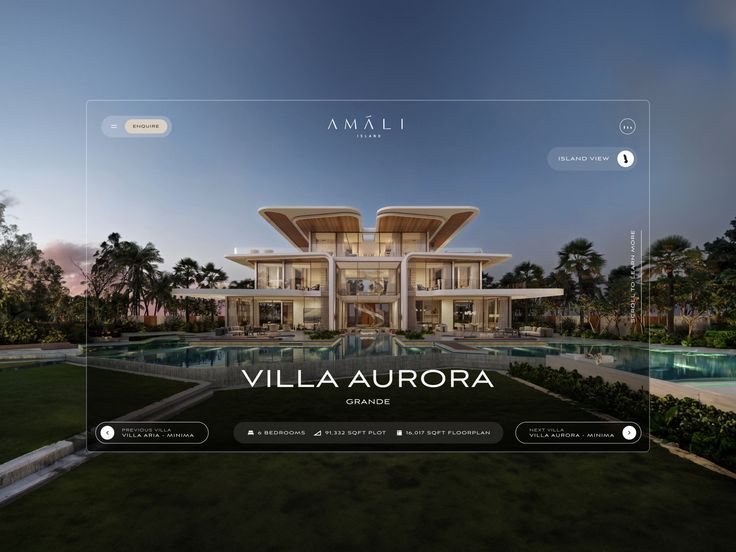 ENQUIRE
AMÁLI
ISLAND
ISLAND VIEW
SCROLL TO LEARN MORE
VILLA AURORA
GRANDE
PREVIOUS VILLA
VILLA ARIA - MINIMA
6 BEDROOMS
91,332 SQFT PLOT
16,017 SQFT FLOORPLAN
NEXT VILLA
VILLA AURORA - MINIMA